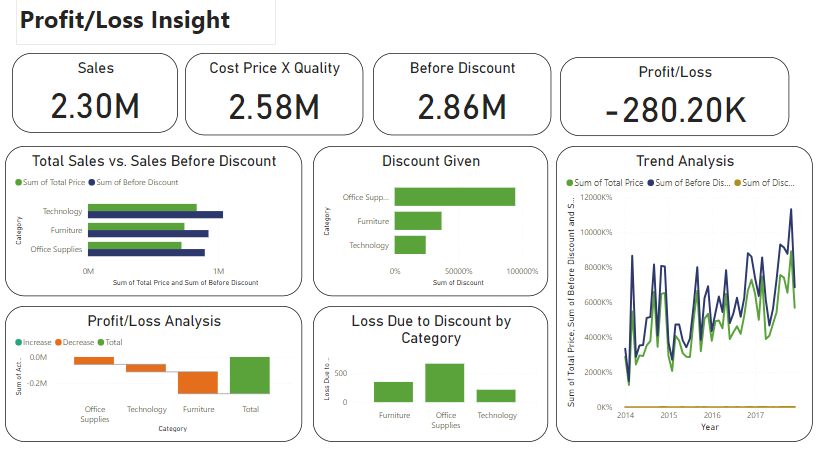 Profit/Loss Insight
Sales
2.30M
Cost Price X Quality
2.58M
Before Discount
2.86M
Profit/Loss
-280.20K
Total Sales vs. Sales Before Discount
Sum of Total Price Sum of Before Discount
Category
Technology
Furniture
Office Supplies
0M 1M
Sum of Total Price and Sum of Before Discount
Discount Given
Category
Office Supp...
Furniture
Technology
0% 50000% 100000%
Sum of Discount
Trend Analysis
Sum of Total Price Sum of Before Dis... Sum of Disc...
Sum of Total Price, Sum of Before Discount and S...
12000K%
10000K%
8000K%
6000K%
4000K%
2000K%
0K%
2014 2015 2016 2017
Year
Profit/Loss Analysis
Increase Decrease Total
Sum of Act...
0.0M
-0.2M
Office Supplies
Technology
Furniture
Total
Category
Loss Due to Discount by
Category
Loss Due to ...
500
0
Furniture
Office Supplies
Technology